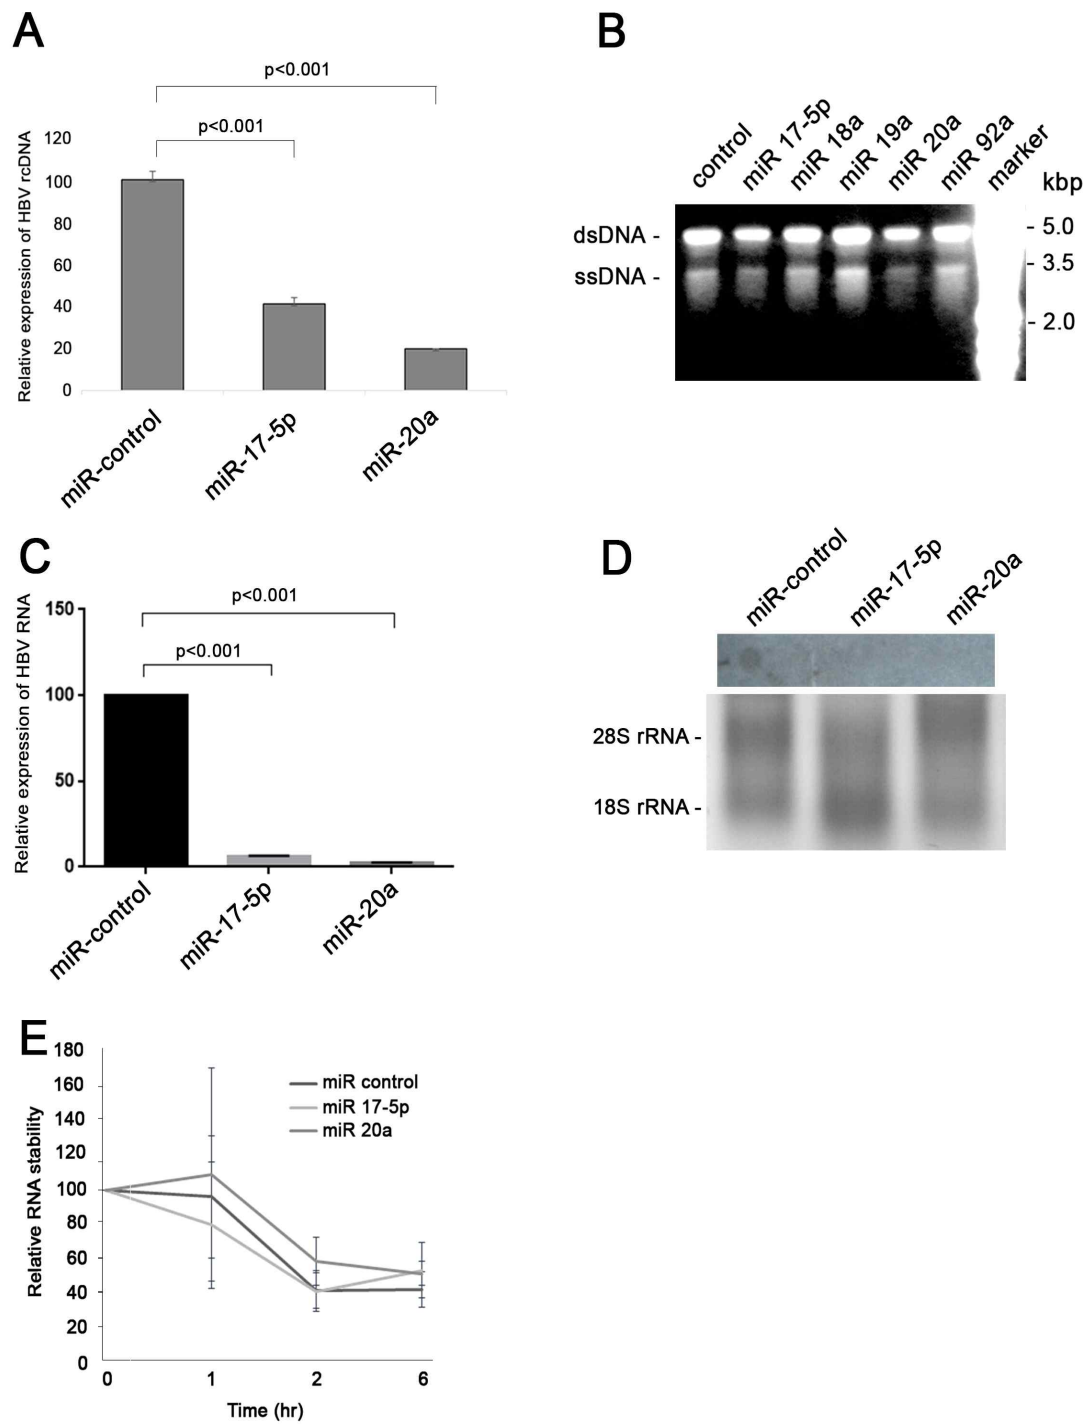 A
p<0.001
p<0.001
Relative expression of HBV rcDNA
120
100
80
60
40
20
0
miR-control
miR-17-5p
miR-20a
B
control
miR 17-5p
miR 18a
miR 19a
miR 20a
miR 92a
marker
kbp
dsDNA -
ssDNA -
- 5.0
- 3.5
- 2.0
C
p<0.001
p<0.001
Relative expression of HBV RNA
150
100
50
0
miR-control
miR-17-5p
miR-20a
D
miR-control
miR-17-5p
miR-20a
28S rRNA -
18S rRNA -
E
Relative RNA stability
180
160
140
120
100
80
60
40
20
0
miR control
miR 17-5p
miR 20a
0 1 2 6
Time (hr)